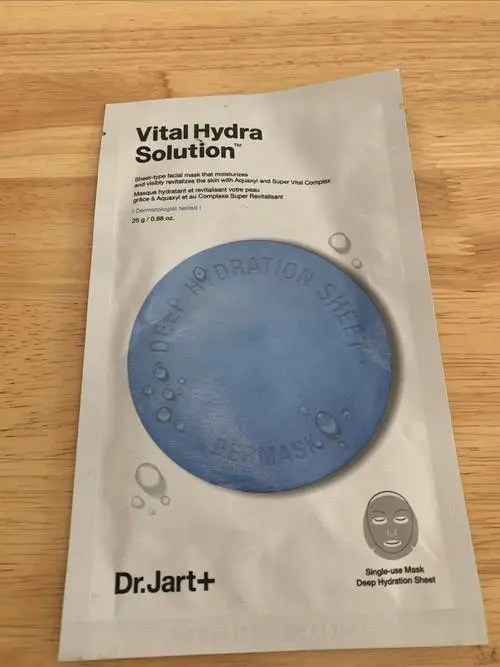 Vital Hydra
Solution™
Sheet-type facial mask that moisturizes
and visibly revitalizes the skin with Aquaxyl and Super Vital Complex
Masque hydratant et revitalisant votre peau
grâce à Aquaxyl et au Complexe Super Revitalisant
| Dermatologist tested |
25 g / 0.88 oz.
DEEP HYDRATION SHEET
DERMASK
Single-use Mask
Deep Hydration Sheet
Dr.Jart+